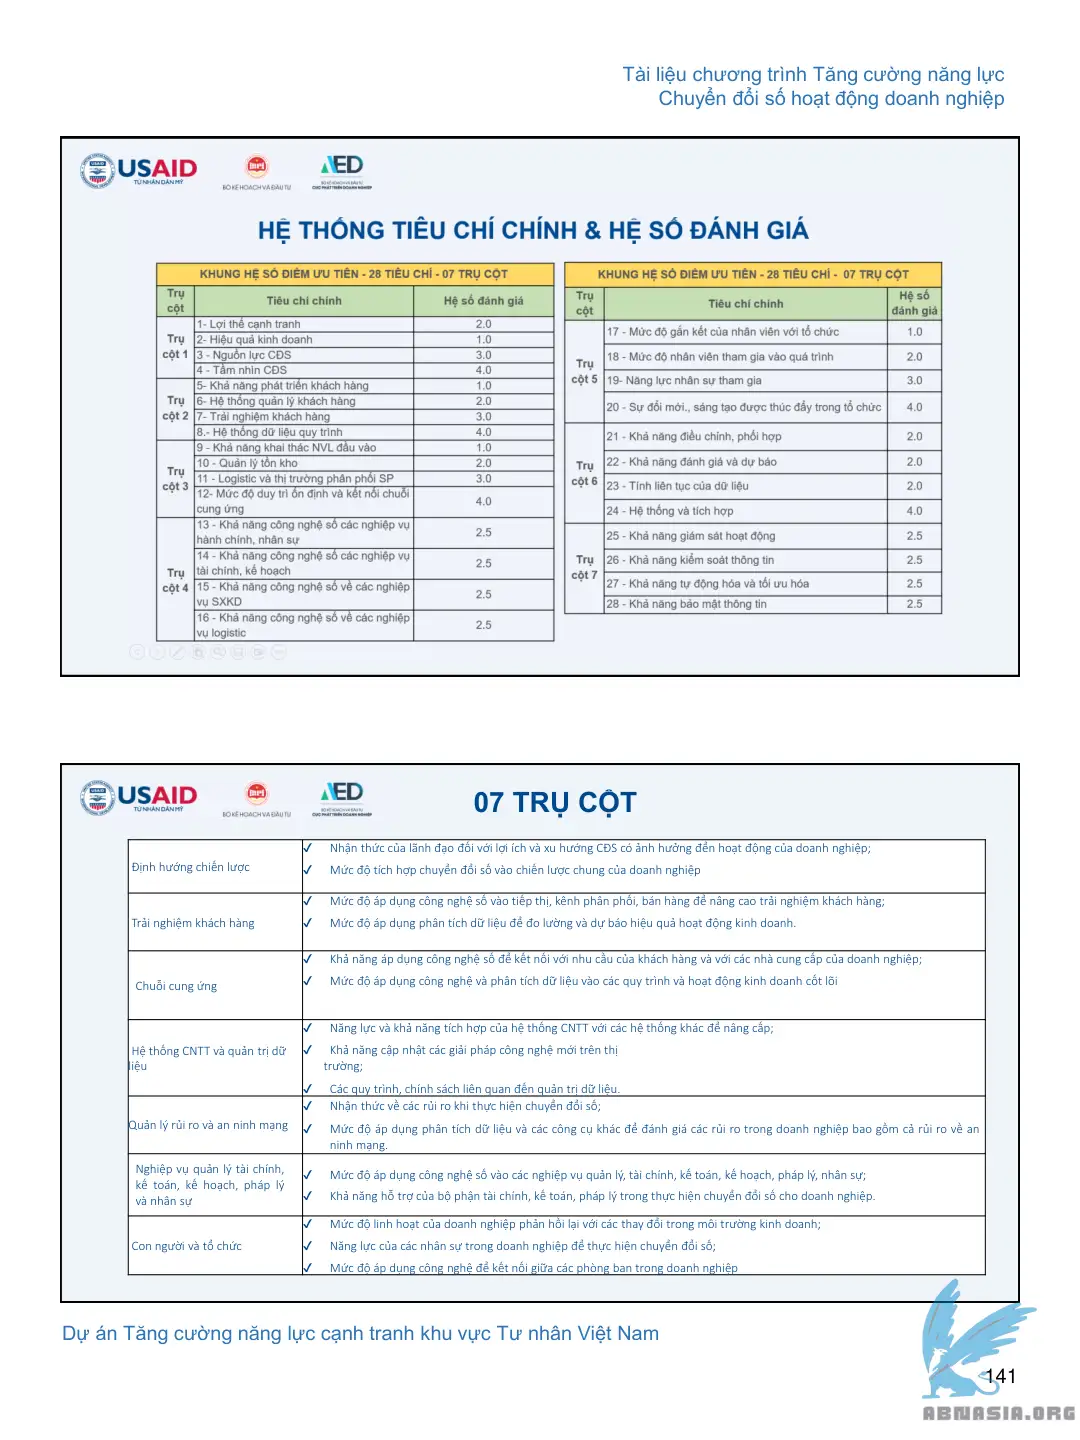 Tài liệu chương trình Tăng cường năng lực
Chuyển đổi số hoạt động doanh nghiệp
USAID
TỪ NHÂN DÂN MỸ
BỘ KẾ HOẠCH VÀ ĐẦU TƯ
AED
BỘ KẾ HOẠCH VÀ ĐẦU TƯ
CỤC PHÁT TRIỂN DOANH NGHIỆP
HỆ THỐNG TIÊU CHÍ CHÍNH & HỆ SỐ ĐÁNH GIÁ
KHUNG HỆ SỐ ĐIỂM ƯU TIÊN - 28 TIÊU CHÍ - 07 TRỤ CỘT
Trụ cột Tiêu chí chính Hệ số đánh giá
Trụ cột 1
1- Lợi thế cạnh tranh 2.0
2- Hiệu quả kinh doanh 1.0
3 - Nguồn lực CĐS 3.0
4 - Tầm nhìn CĐS 4.0
Trụ cột 2
5- Khả năng phát triển khách hàng 1.0
6- Hệ thống quản lý khách hàng 2.0
7- Trải nghiệm khách hàng 3.0
8.- Hệ thống dữ liệu quy trình 4.0
Trụ cột 3
9 - Khả năng khai thác NVL đầu vào 1.0
10 - Quản lý tồn kho 2.0
11 - Logistic và thị trường phân phối SP 3.0
12- Mức độ duy trì ổn định và kết nối chuỗi
cung ứng 4.0
Trụ cột 4
13 - Khả năng công nghệ số các nghiệp vụ
hành chính, nhân sự 2.5
14 - Khả năng công nghệ số các nghiệp vụ
tài chính, kế hoạch 2.5
15 - Khả năng công nghệ số về các nghiệp
vụ SXKD 2.5
16 - Khả năng công nghệ số về các nghiệp
vụ logistic 2.5
KHUNG HỆ SỐ ĐIỂM ƯU TIÊN - 28 TIÊU CHÍ - 07 TRỤ CỘT
Trụ cột Tiêu chí chính Hệ số đánh giá
Trụ cột 5
17 - Mức độ gắn kết của nhân viên với tổ chức 1.0
18 - Mức độ nhân viên tham gia vào quá trình 2.0
19- Năng lực nhân sự tham gia 3.0
20 - Sự đổi mới., sáng tạo được thúc đẩy trong tổ chức 4.0
Trụ cột 6
21 - Khả năng điều chỉnh, phối hợp 2.0
22 - Khả năng đánh giá và dự báo 2.0
23 - Tính liên tục của dữ liệu 2.0
24 - Hệ thống và tích hợp 4.0
Trụ cột 7
25 - Khả năng giám sát hoạt động 2.5
26 - Khả năng kiểm soát thông tin 2.5
27 - Khả năng tự động hóa và tối ưu hóa 2.5
28 - Khả năng bảo mật thông tin 2.5
USAID
TỪ NHÂN DÂN MỸ
BỘ KẾ HOẠCH VÀ ĐẦU TƯ
AED
BỘ KẾ HOẠCH VÀ ĐẦU TƯ
CỤC PHÁT TRIỂN DOANH NGHIỆP
07 TRỤ CỘT
Định hướng chiến lược
✓ Nhận thức của lãnh đạo đối với lợi ích và xu hướng CĐS có ảnh hưởng đến hoạt động của doanh nghiệp;
✓ Mức độ tích hợp chuyển đổi số vào chiến lược chung của doanh nghiệp
Trải nghiệm khách hàng
✓ Mức độ áp dụng công nghệ số vào tiếp thị, kênh phân phối, bán hàng để nâng cao trải nghiệm khách hàng;
✓ Mức độ áp dụng phân tích dữ liệu để đo lường và dự báo hiệu quả hoạt động kinh doanh.
Chuỗi cung ứng
✓ Khả năng áp dụng công nghệ số để kết nối với nhu cầu của khách hàng và với các nhà cung cấp của doanh nghiệp;
✓ Mức độ áp dụng công nghệ và phân tích dữ liệu vào các quy trình và hoạt động kinh doanh cốt lõi
Hệ thống CNTT và quản trị dữ
liệu
✓ Năng lực và khả năng tích hợp của hệ thống CNTT với các hệ thống khác để nâng cấp;
✓ Khả năng cập nhật các giải pháp công nghệ mới trên thị
trường;
✓ Các quy trình, chính sách liên quan đến quản trị dữ liệu.
Quản lý rủi ro và an ninh mạng
✓ Nhận thức về các rủi ro khi thực hiện chuyển đổi số;
✓ Mức độ áp dụng phân tích dữ liệu và các công cụ khác để đánh giá các rủi ro trong doanh nghiệp bao gồm cả rủi ro về an
ninh mạng.
Nghiệp vụ quản lý tài chính,
kế toán, kế hoạch, pháp lý
và nhân sự
✓ Mức độ áp dụng công nghệ số vào các nghiệp vụ quản lý, tài chính, kế toán, kế hoạch, pháp lý, nhân sự;
✓ Khả năng hỗ trợ của bộ phận tài chính, kế toán, pháp lý trong thực hiện chuyển đổi số cho doanh nghiệp.
Con người và tổ chức
✓ Mức độ linh hoạt của doanh nghiệp phản hồi lại với các thay đổi trong môi trường kinh doanh;
✓ Năng lực của các nhân sự trong doanh nghiệp để thực hiện chuyển đổi số;
✓ Mức độ áp dụng công nghệ để kết nối giữa các phòng ban trong doanh nghiệp
Dự án Tăng cường năng lực cạnh tranh khu vực Tư nhân Việt Nam
141
ABNASIA.ORG